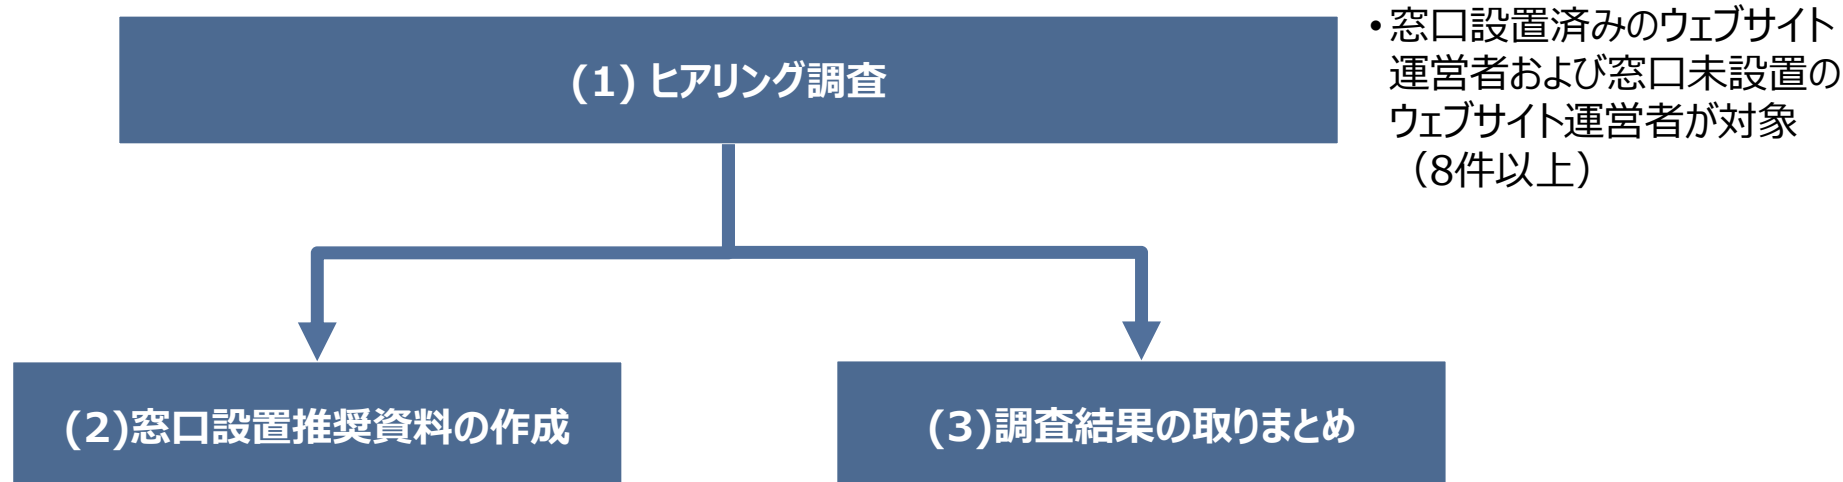 (1) ヒアリング調査
•窓口設置済みのウェブサイト
運営者および窓口未設置の
ウェブサイト運営者が対象
（8件以上）
(2)窓口設置推奨資料の作成
(3)調査結果の取りまとめ